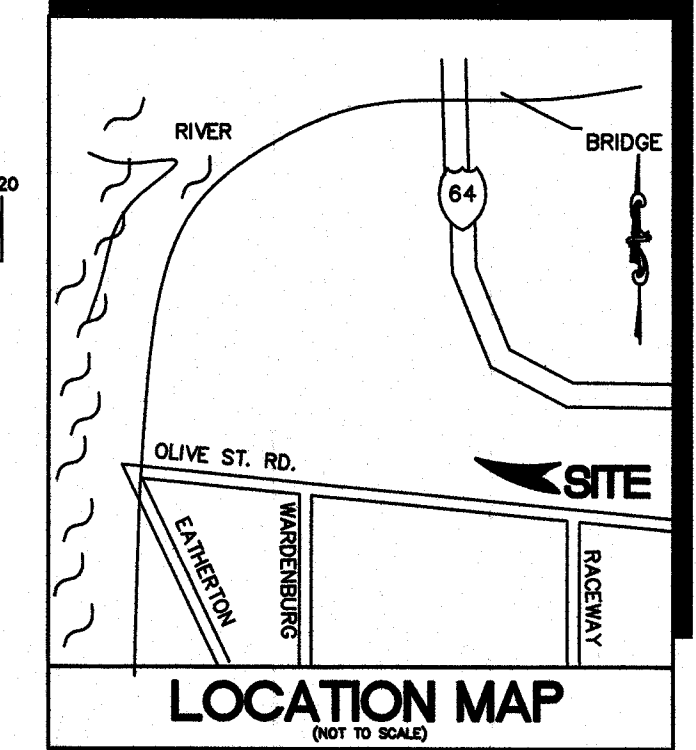 RIVER
BRIDGE
20
64
OLIVE ST. RD.
SITE
EATHERTON
WARDENBURG
RACEWAY
LOCATION MAP
(NOT TO SCALE)